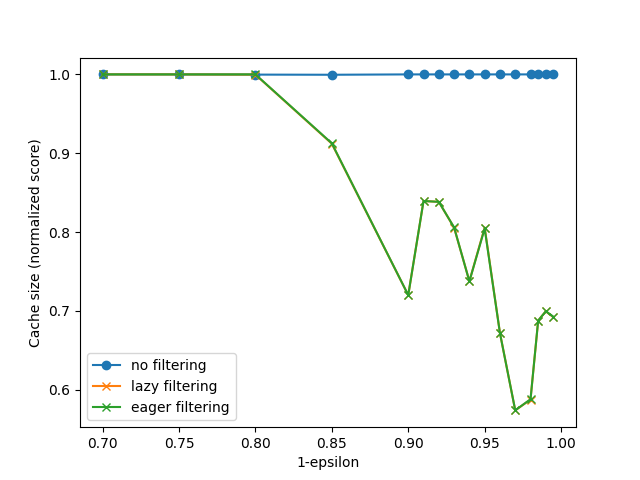 1.0
0.9
0.8
0.7
0.6
Cache size (normalized score)
no filtering
lazy filtering
eager filtering
0.70 0.75 0.80 0.85 0.90 0.95 1.00
1-epsilon